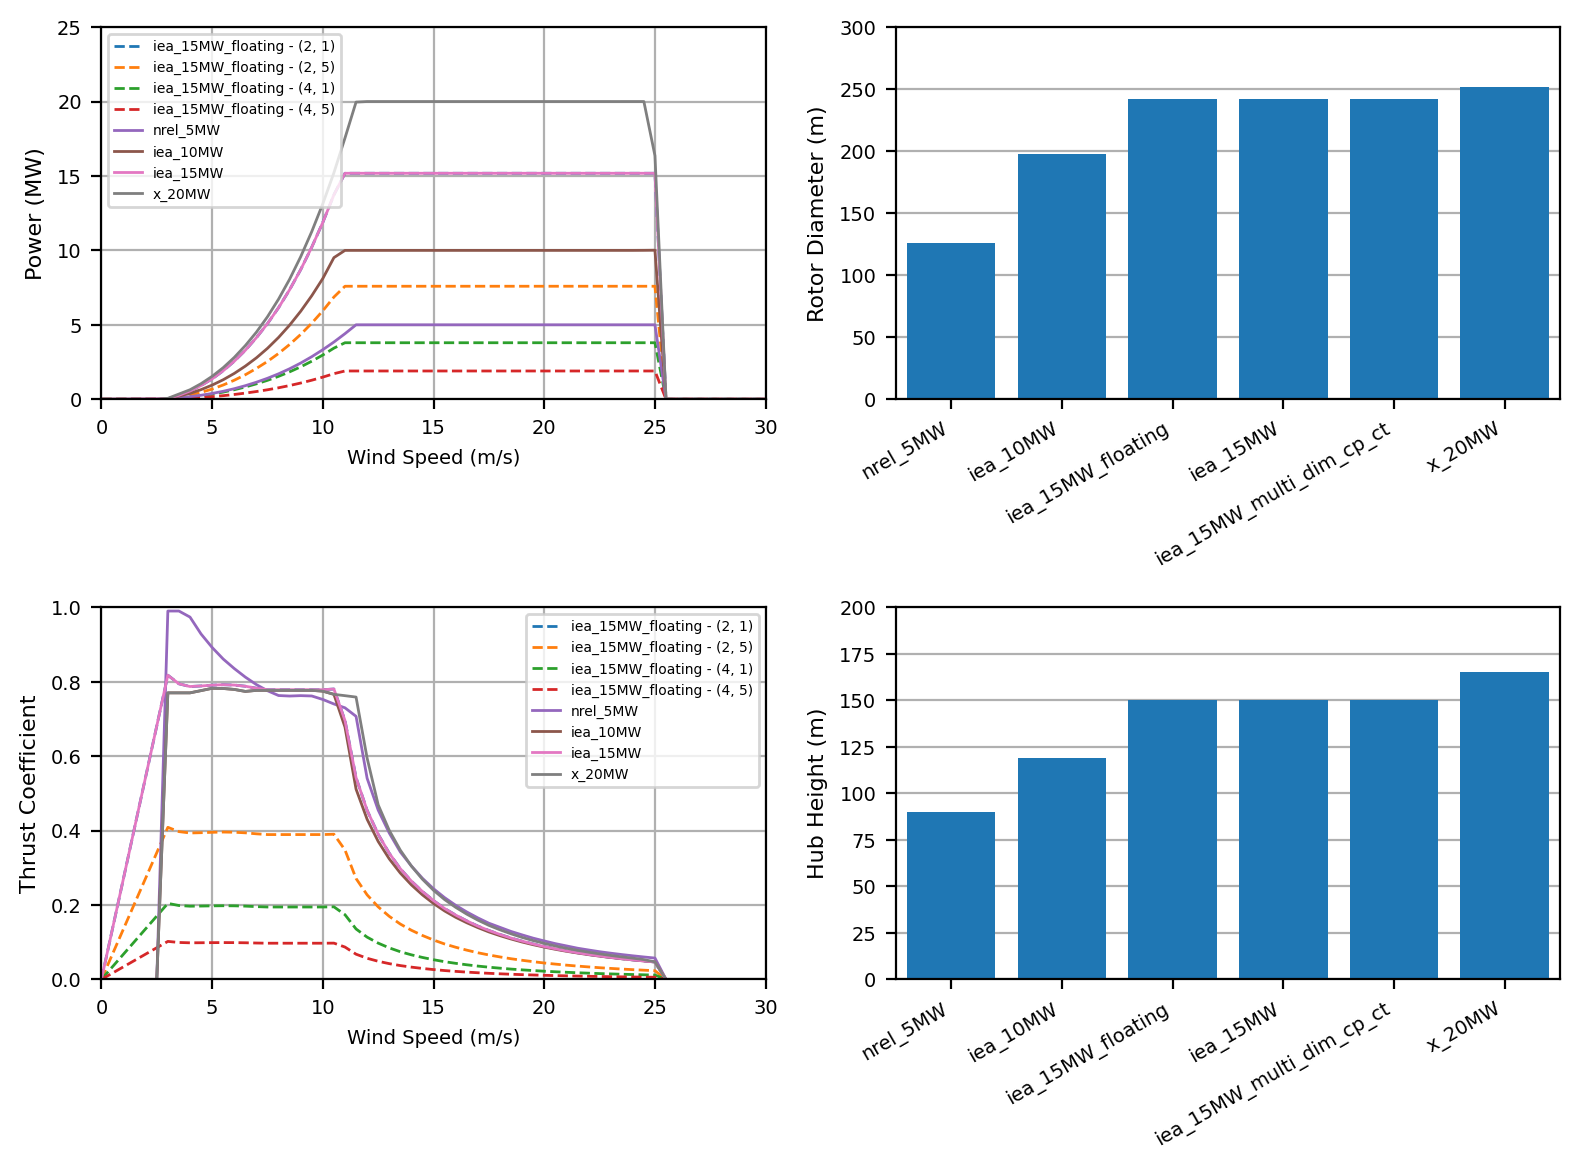 25
20
15
10
5
0
Power (MW)
iea_15MW_floating - (2, 1)
iea_15MW_floating - (2, 5)
iea_15MW_floating - (4, 1)
iea_15MW_floating - (4, 5)
nrel_5MW
iea_10MW
iea_15MW
x_20MW
0 5 10 15 20 25 30
Wind Speed (m/s)
300
250
200
150
100
50
0
Rotor Diameter (m)
nrel_5MW
iea_10MW
iea_15MW_floating
iea_15MW
iea_15MW_multi_dim_cp_ct
x_20MW
1.0
0.8
0.6
0.4
0.2
0.0
Thrust Coefficient
iea_15MW_floating - (2, 1)
iea_15MW_floating - (2, 5)
iea_15MW_floating - (4, 1)
iea_15MW_floating - (4, 5)
nrel_5MW
iea_10MW
iea_15MW
x_20MW
0 5 10 15 20 25 30
Wind Speed (m/s)
200
175
150
125
100
75
50
25
0
Hub Height (m)
nrel_5MW
iea_10MW
iea_15MW_floating
iea_15MW
iea_15MW_multi_dim_cp_ct
x_20MW